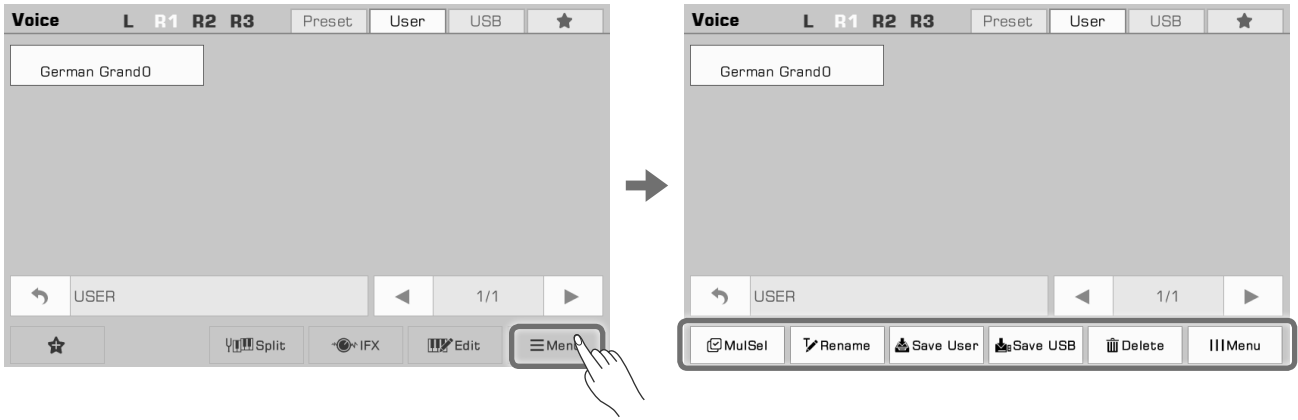 Voice L R1 R2 R3 Preset User USB
German Grand0
USER 1/1
Split IFX Edit Menu
Voice L R1 R2 R3 Preset User USB
German Grand0
USER 1/1
MulSel Rename Save User Save USB Delete Menu